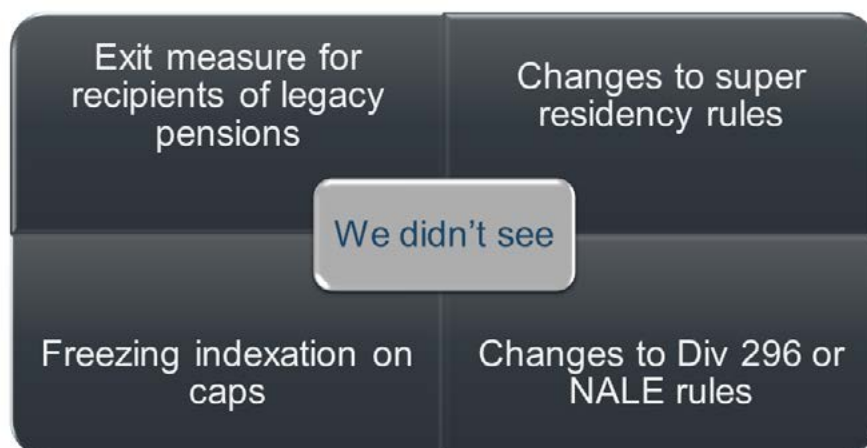 Exit measure for
recipients of legacy
pensions
Changes to super
residency rules
We didn’t see
Freezing indexation on
caps
Changes to Div 296 or
NALE rules